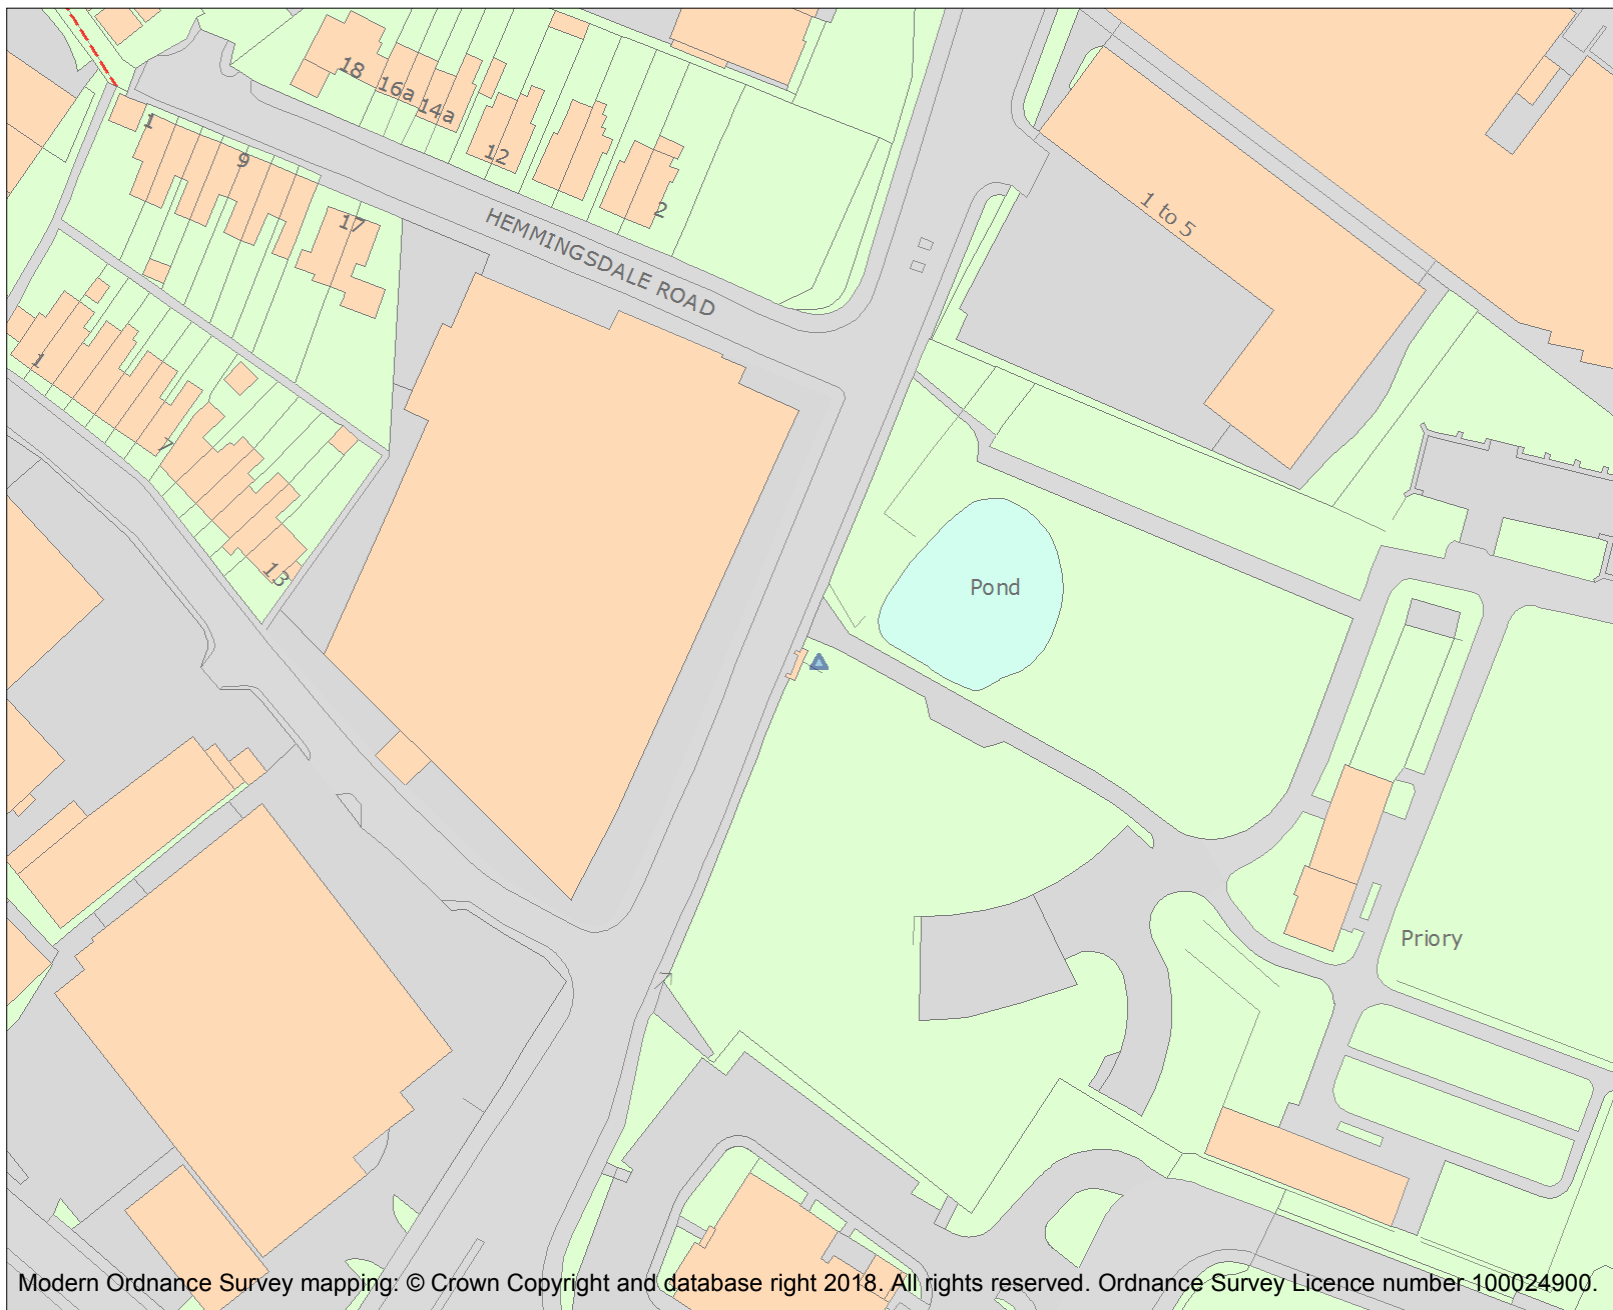 18
16a
14a
1
9
12
17
2
1 to 5
HEMMINGSDALE ROAD
1
7
13
Pond
Priory
Modern Ordnance Survey mapping: © Crown Copyright and database right 2018. All rights reserved. Ordnance Survey Licence number 100024900.